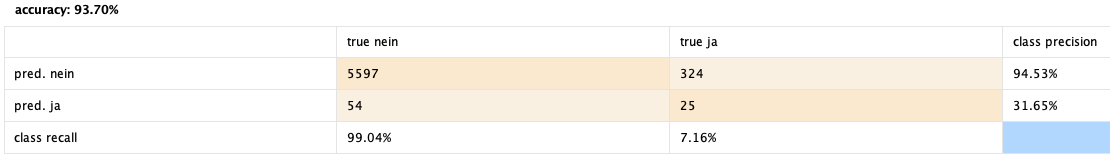 accuracy: 93.70%
true nein true ja class precision
pred. nein 5597 324 94.53%
pred. ja 54 25 31.65%
class recall 99.04% 7.16%